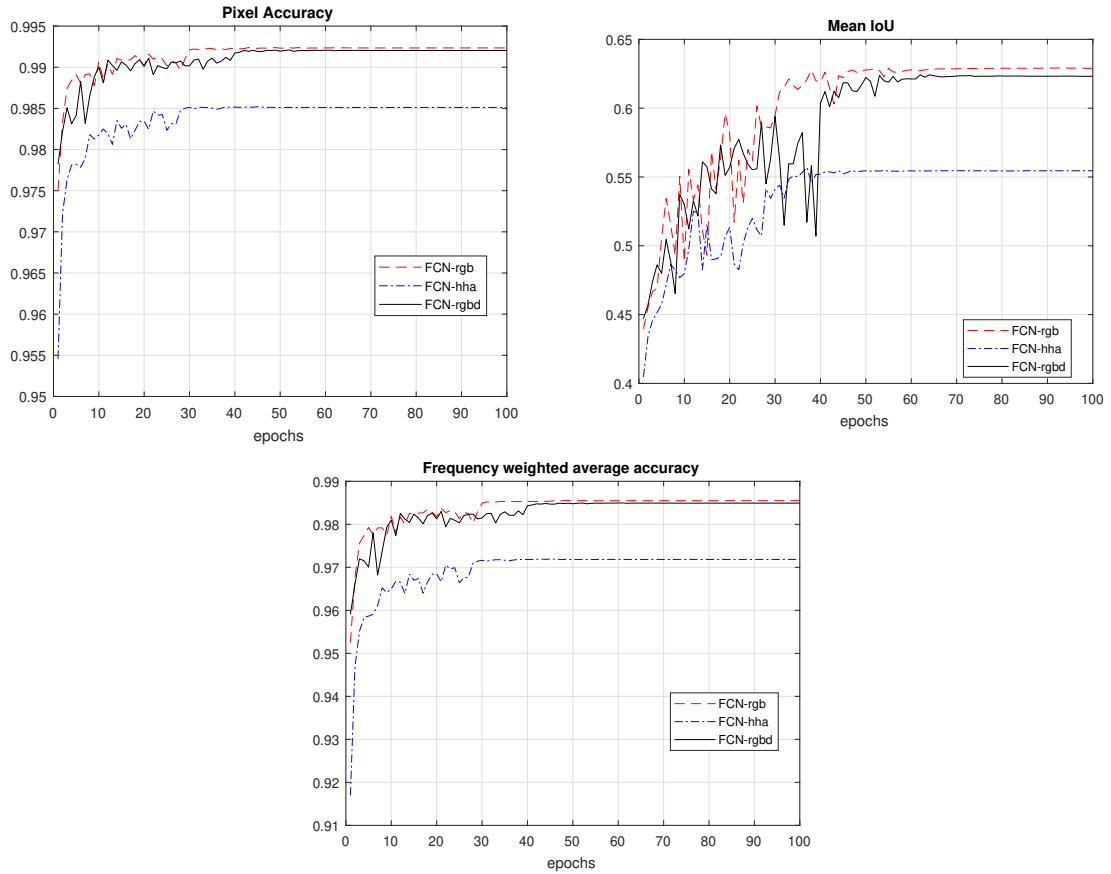 Pixel Accuracy
0.995
0.99
0.985
0.98
0.975
0.97
0.965
0.96
0.955
0.95
0 10 20 30 40 50 60 70 80 90 100
epochs
FCN-rgb
FCN-hha
FCN-rgbd
Mean IoU
0.65
0.6
0.55
0.5
0.45
0.4
0 10 20 30 40 50 60 70 80 90 100
epochs
FCN-rgb
FCN-hha
FCN-rgbd
Frequency weighted average accuracy
0.99
0.98
0.97
0.96
0.95
0.94
0.93
0.92
0.91
0 10 20 30 40 50 60 70 80 90 100
epochs
FCN-rgb
FCN-hha
FCN-rgbd